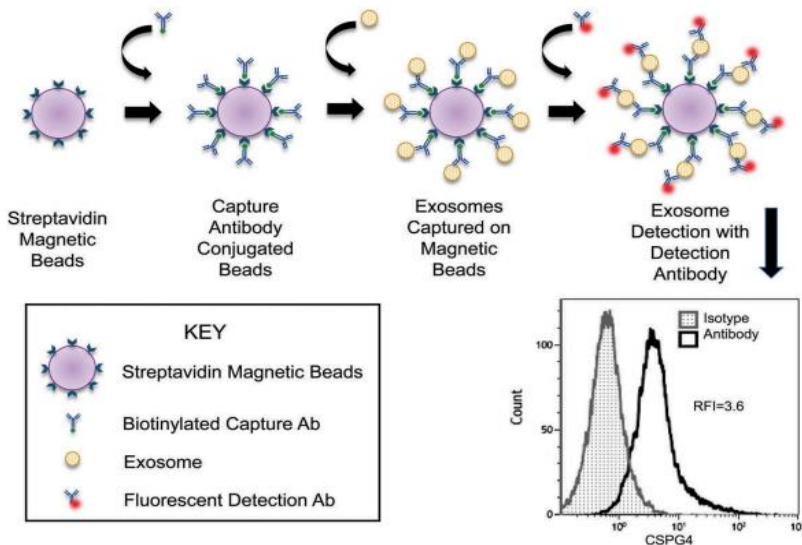 Streptavidin
Magnetic
Beads
Capture
Antibody
Conjugated
Beads
Exosomes
Captured on
Magnetic
Beads
Exosome
Detection with
Detection
Antibody
KEY
Streptavidin Magnetic Beads
Biotinylated Capture Ab
Exosome
Fluorescent Detection Ab
Isotype
Antibody
RFI=3.6
Count
100
50
0
10⁰
10¹
10²
CSPG4